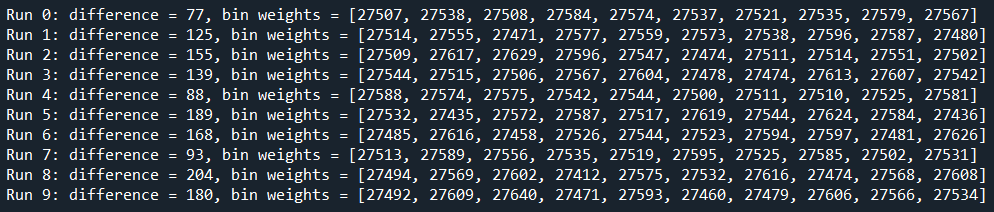 Run 0: difference = 77, bin weights = [27507, 27538, 27508, 27584, 27574, 27537, 27521, 27535, 27579, 27567]
Run 1: difference = 125, bin weights = [27514, 27555, 27471, 27577, 27559, 27573, 27538, 27596, 27587, 27480]
Run 2: difference = 155, bin weights = [27509, 27617, 27629, 27596, 27547, 27474, 27511, 27514, 27551, 27502]
Run 3: difference = 139, bin weights = [27544, 27515, 27506, 27567, 27604, 27478, 27474, 27613, 27607, 27542]
Run 4: difference = 88, bin weights = [27588, 27574, 27575, 27542, 27544, 27500, 27511, 27510, 27525, 27581]
Run 5: difference = 189, bin weights = [27532, 27435, 27572, 27587, 27517, 27619, 27544, 27624, 27584, 27436]
Run 6: difference = 168, bin weights = [27485, 27616, 27458, 27526, 27544, 27523, 27594, 27597, 27481, 27626]
Run 7: difference = 93, bin weights = [27513, 27589, 27556, 27535, 27519, 27595, 27525, 27585, 27502, 27531]
Run 8: difference = 204, bin weights = [27494, 27569, 27602, 27412, 27575, 27532, 27616, 27474, 27568, 27608]
Run 9: difference = 180, bin weights = [27492, 27609, 27640, 27471, 27593, 27460, 27479, 27606, 27566, 27534]